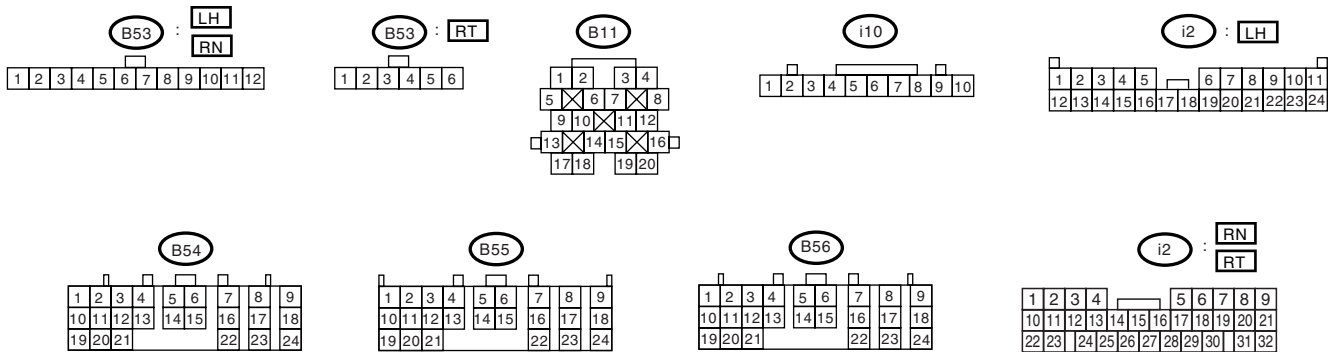 B53 : LH
RN
1 2 3 4 5 6 7 8 9 10 11 12
B53 : RT
1 2 3 4 5 6
B11
1 2 3 4
5 6 7 8
9 10 11 12
13 14 15 16
17 18 19 20
i10
1 2 3 4 5 6 7 8 9 10
i2 : LH
1 2 3 4 5 6 7 8 9 10 11
12 13 14 15 16 17 18 19 20 21 22 23 24
B54
1 2 3 4 5 6 7 8 9
10 11 12 13 14 15 16 17 18
19 20 21 22 23 24
B55
1 2 3 4 5 6 7 8 9
10 11 12 13 14 15 16 17 18
19 20 21 22 23 24
B56
1 2 3 4 5 6 7 8 9
10 11 12 13 14 15 16 17 18
19 20 21 22 23 24
i2 : RN
RT
1 2 3 4 5 6 7 8 9
10 11 12 13 14 15 16 17 18 19 20 21
22 23 24 25 26 27 28 29 30 31 32